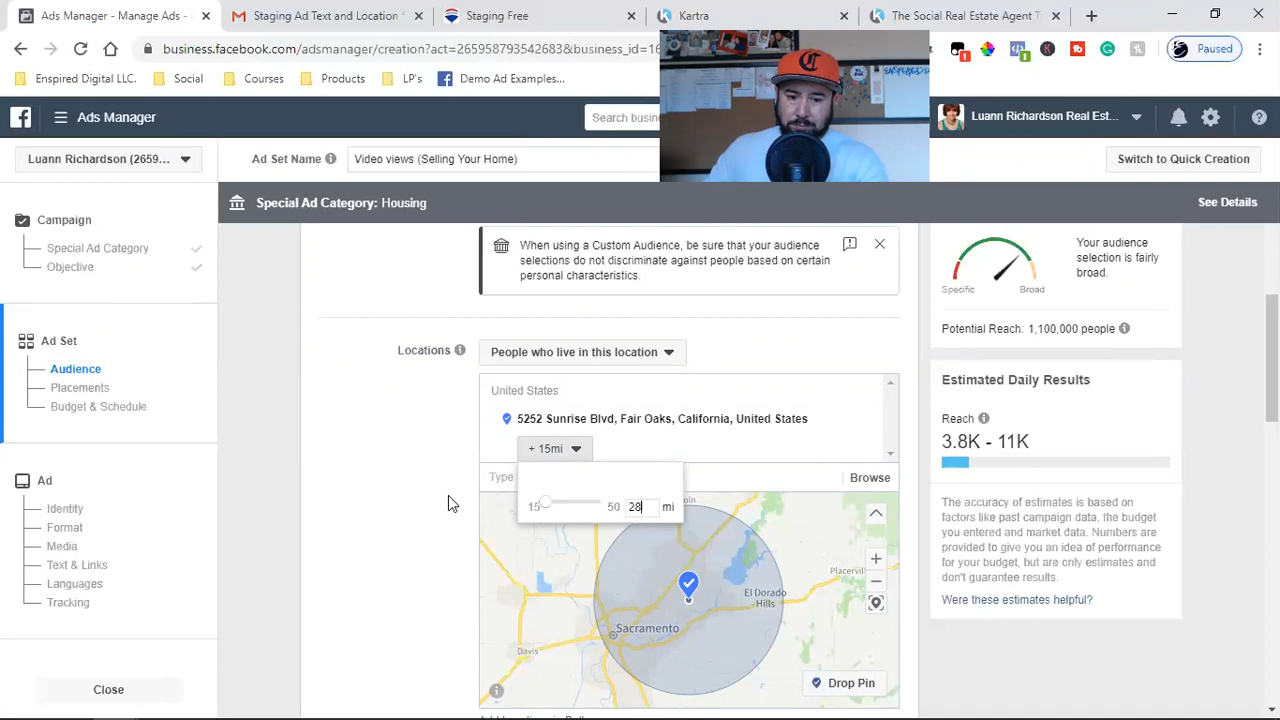 Ads Manager - Manage Ads -
Staging Ad Text and Location
Staging Free
Kartra
The Social Real Estate Agent T
business.facebook.com/adsmanager/creation?act=
Paused
Enspired Digital LLC.
Social
Courses
Products
LP's
Demo Ad Examples...
Ads Manager
Search busin
Luann Richardson Real Est...
Luann Richardson (2659...
Ad Set Name
Video views (Selling Your Home)
Switch to Quick Creation
Special Ad Category: Housing
See Details
Campaign
Special Ad Category
Objective
Ad Set
Audience
Placements
Budget & Schedule
Ad
Identity
Format
Media
Text & Links
Languages
Tracking
Close
When using a Custom Audience, be sure that your audience
selections do not discriminate against people based on certain
personal characteristics.
Locations
People who live in this location
United States
5252 Sunrise Blvd, Fair Oaks, California, United States
+ 15mi
Type
Browse
15
50
28
mi
Placerville
El Dorado
Hills
Sacramento
Davis
Drop Pin
Specific
Broad
Your audience
selection is fairly
broad.
Potential Reach: 1,100,000 people
Estimated Daily Results
Reach
3.8K - 11K
The accuracy of estimates is based on
factors like past campaign data, the budget
you entered and market data. Numbers are
provided to give you an idea of performance
for your budget, but are only estimates and
don't guarantee results.
Were these estimates helpful?